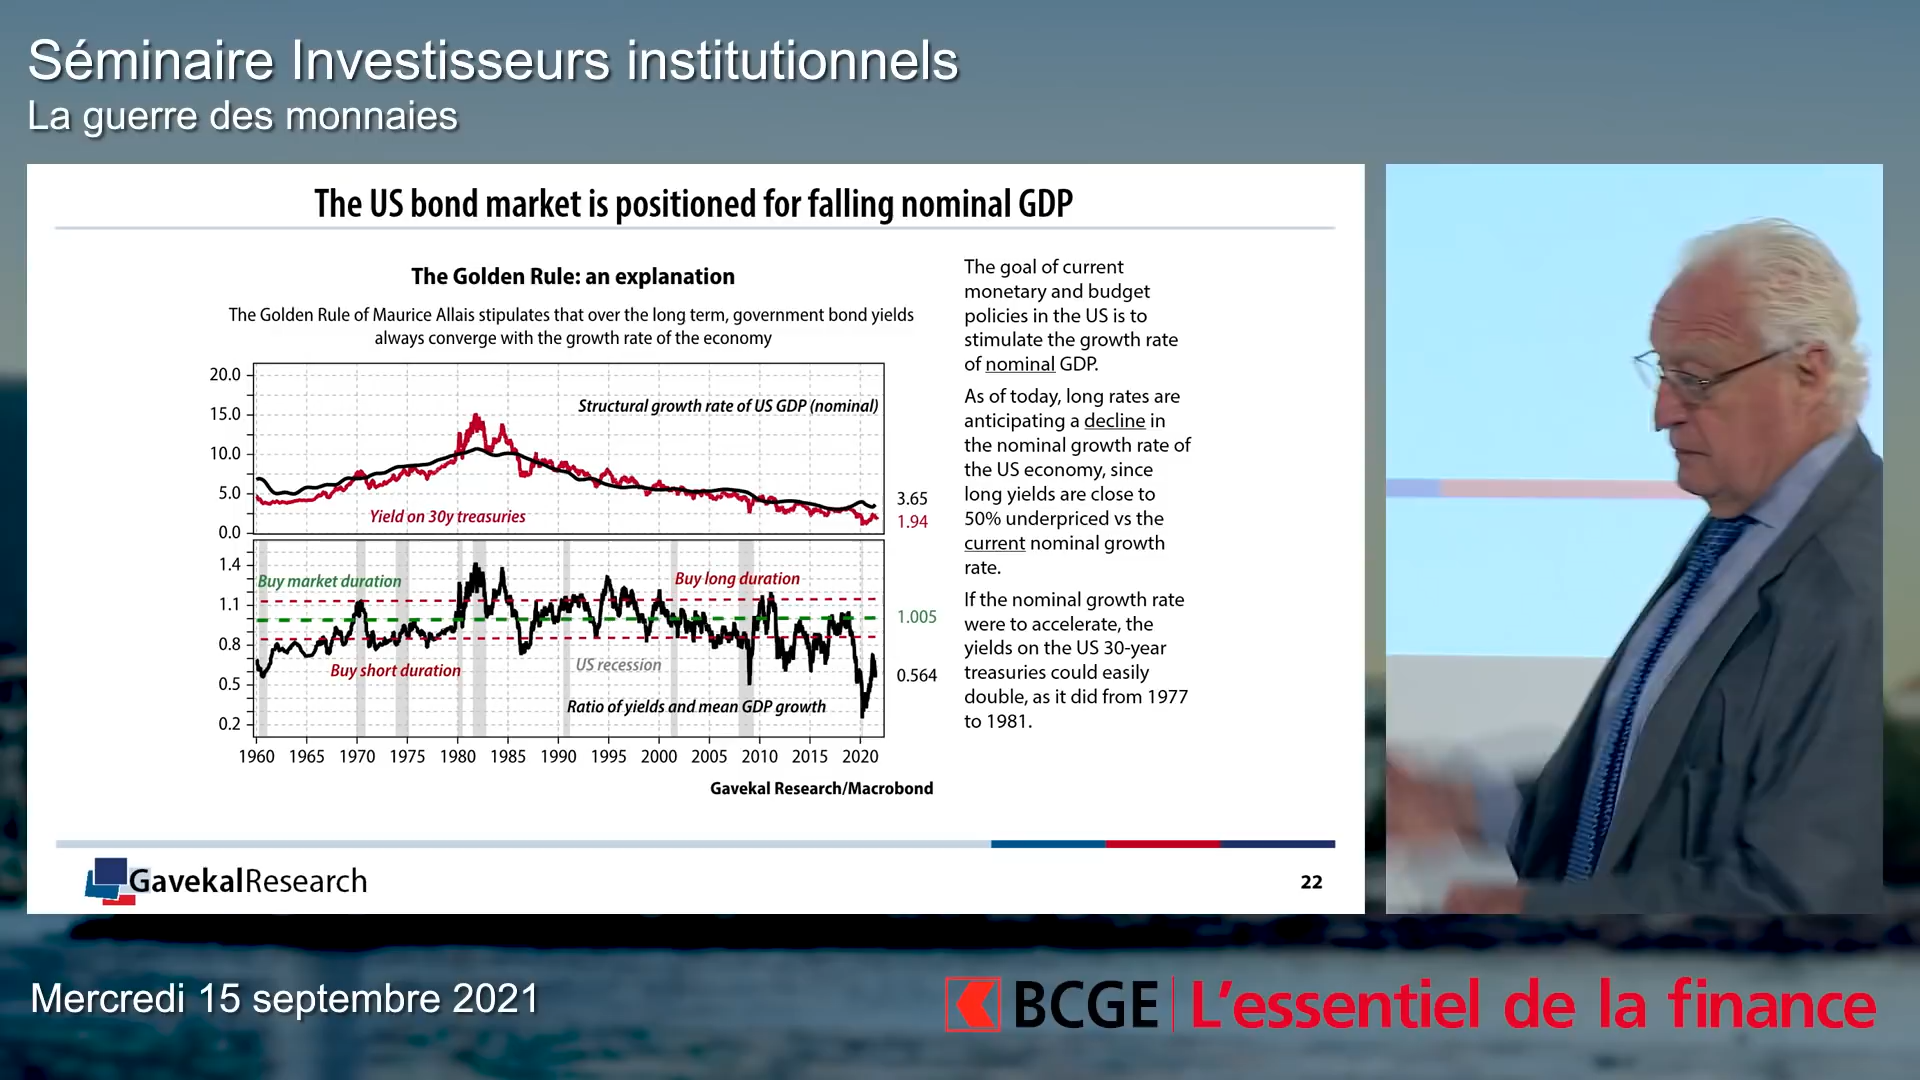 Séminaire Investisseurs institutionnels
La guerre des monnaies
The US bond market is positioned for falling nominal GDP
The Golden Rule: an explanation
The Golden Rule of Maurice Allais stipulates that over the long term, government bond yields
always converge with the growth rate of the economy
20.0
15.0
10.0
5.0
0.0
Structural growth rate of US GDP (nominal)
Yield on 30y treasuries
3.65
1.94
1.4
1.1
0.8
0.5
0.2
Buy market duration
Buy long duration
Buy short duration
US recession
Ratio of yields and mean GDP growth
1.005
0.564
1960 1965 1970 1975 1980 1985 1990 1995 2000 2005 2010 2015 2020
Gavekal Research/Macrobond
The goal of current
monetary and budget
policies in the US is to
stimulate the growth rate
of nominal GDP.
As of today, long rates are
anticipating a decline in
the nominal growth rate of
the US economy, since
long yields are close to
50% underpriced vs the
current nominal growth
rate.
If the nominal growth rate
were to accelerate, the
yields on the US 30-year
treasuries could easily
double, as it did from 1977
to 1981.
GavekalResearch
22
Mercredi 15 septembre 2021
BCGE L'essentiel de la finance